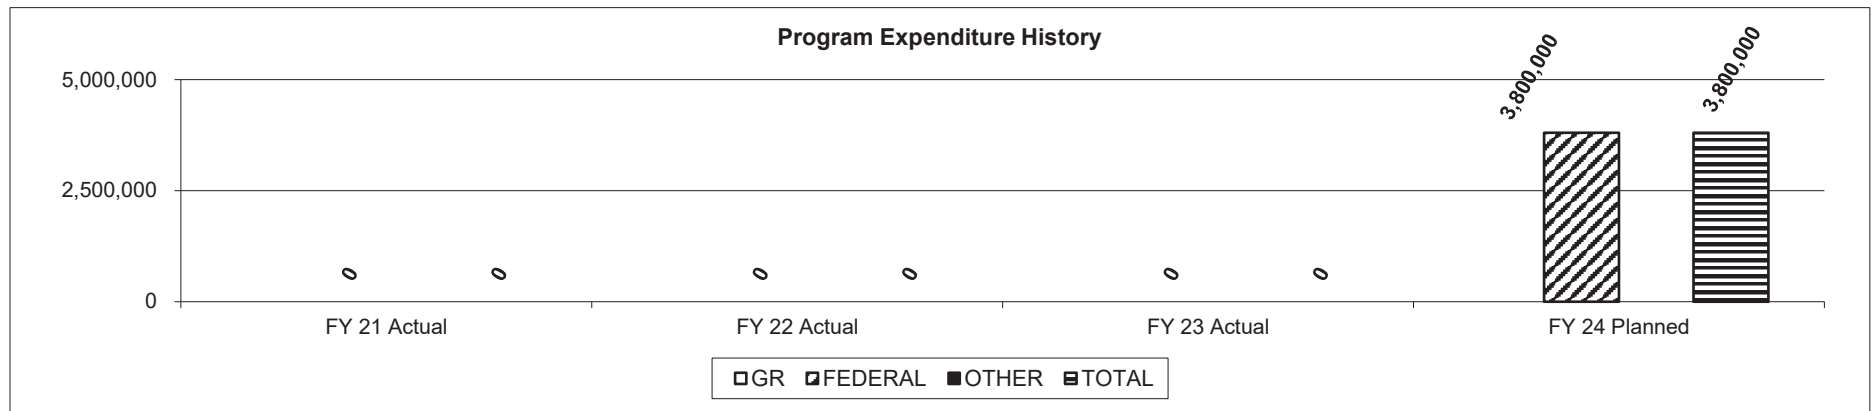 Program Expenditure History
3,800,000
3,800,000
5,000,000
2,500,000
0 0 0 0 0 0
0
FY 21 Actual FY 22 Actual FY 23 Actual FY 24 Planned
GR FEDERAL OTHER TOTAL